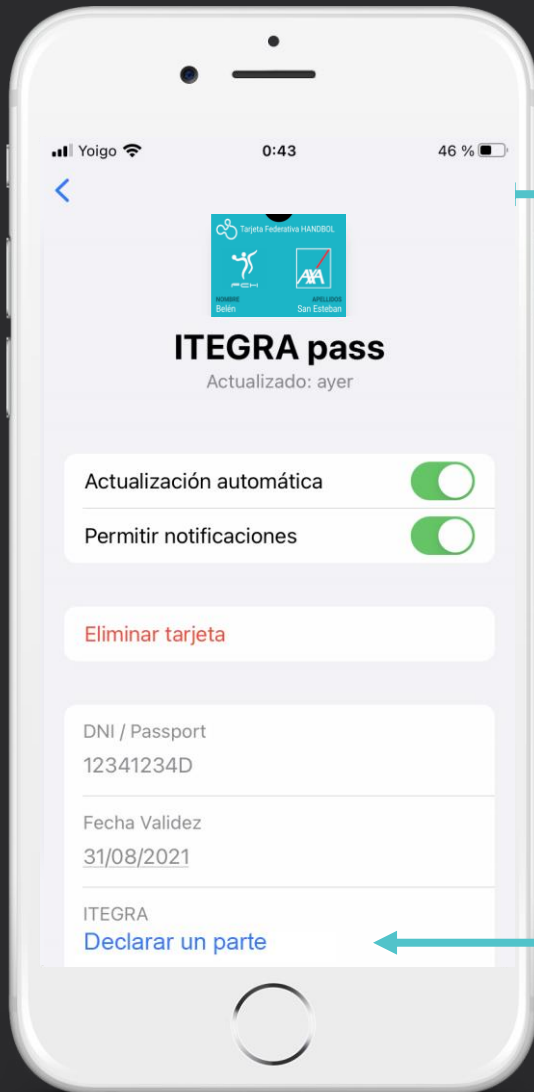 Yoigo
0:43
46 %
Tarjeta Federativa HANDBOL
FCH
AXA
NOMBRE
APELLIDOS
Belén
San Esteban
ITEGRA pass
Actualizado: ayer
Actualización automática
Permitir notificaciones
Eliminar tarjeta
DNI / Passport
12341234D
Fecha Validez
31/08/2021
ITEGRA
Declarar un parte